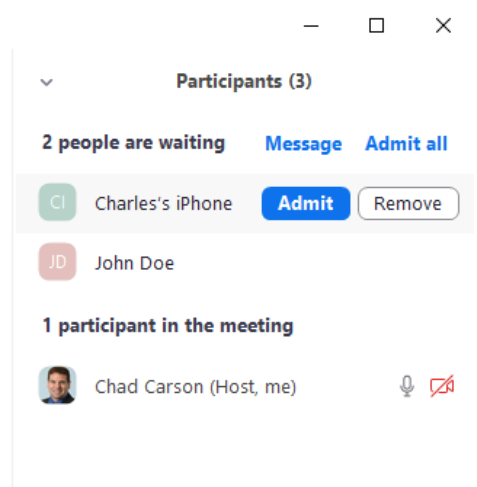 Participants (3)
2 people are waiting Message Admit all
CI Charles's iPhone Admit Remove
JD John Doe
1 participant in the meeting
Chad Carson (Host, me)